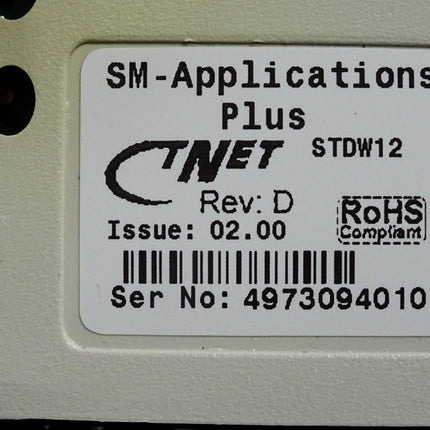 SM-Applications
Plus
CTNET STDW12
Rev: D
RoHS
Compliant
Issue: 02.00
Ser No: 4973094010